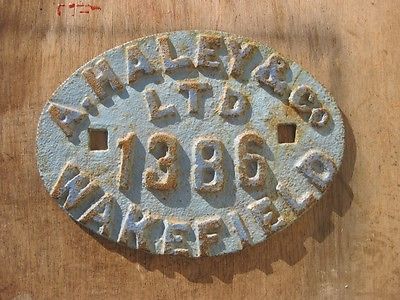 A. HALEY & Co
LTD
1386
WAKEFIELD